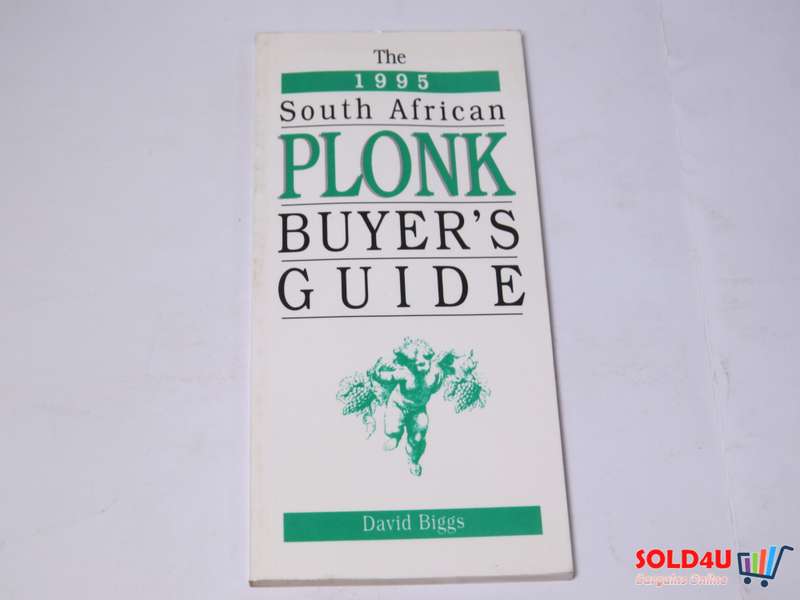 The
1995
South African
PLONK
BUYER'S
GUIDE
David Biggs
SOLD4U
Bargains Online